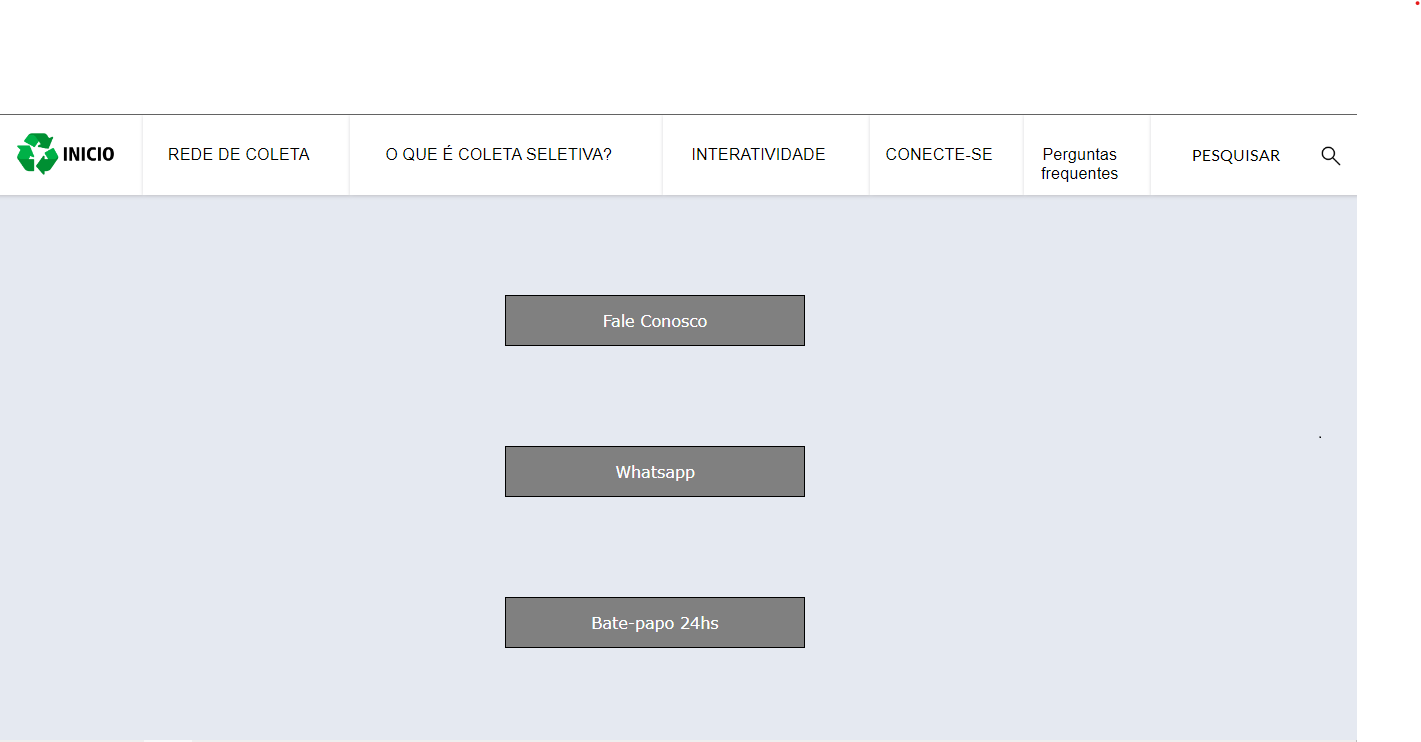 INICIO
REDE DE COLETA
O QUE É COLETA SELETIVA?
INTERATIVIDADE
CONECTE-SE
Perguntas
frequentes
PESQUISAR
Fale Conosco
Whatsapp
Bate-papo 24hs